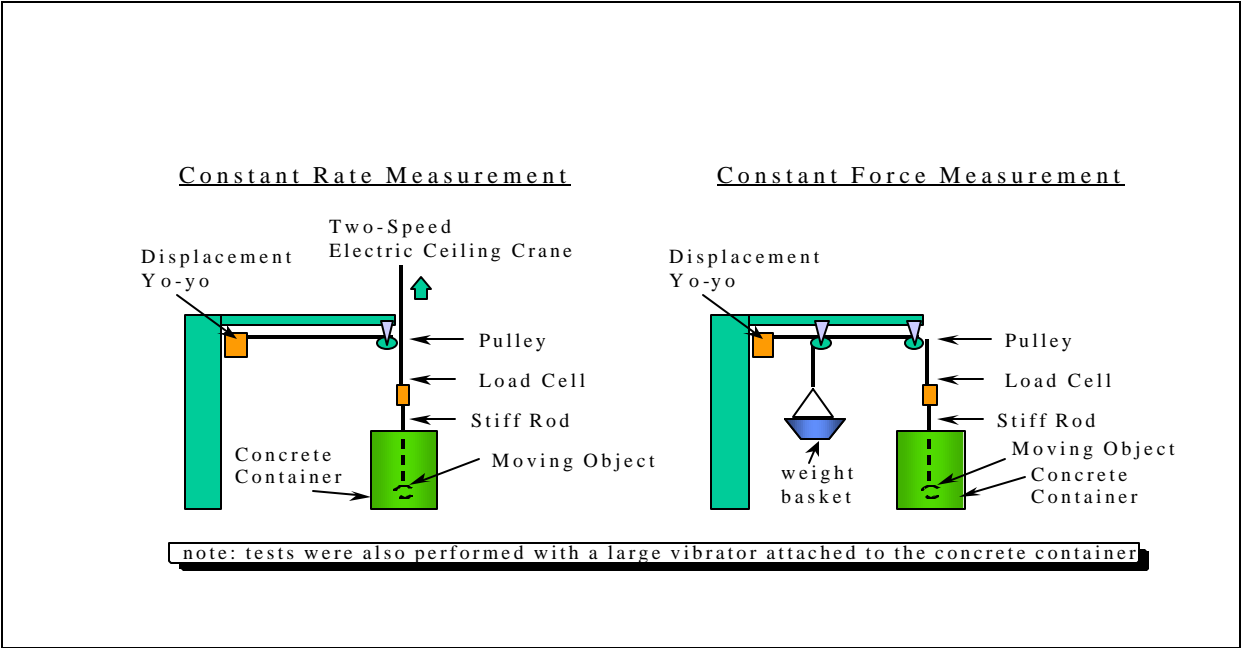 Constant Rate Measurement
Two-Speed
Electric Ceiling Crane
Displacement
Yo-yo
Pulley
Load Cell
Stiff Rod
Moving Object
Concrete
Container
Constant Force Measurement
Displacement
Yo-yo
Pulley
Load Cell
Stiff Rod
Moving Object
Concrete
Container
weight
basket
note: tests were also performed with a large vibrator attached to the concrete container